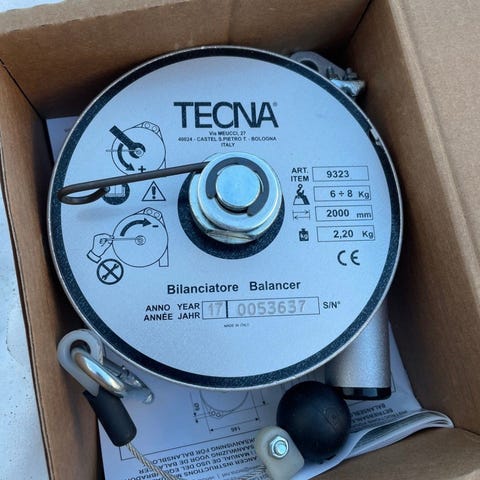 TECNA®
Via MEUCCI, 27
40024 - CASTEL S.PIETRO T. - BOLOGNA
ITALY
ART. ITEM 9323
6 ÷ 8 Kg
2000 mm
kg 2,20 Kg
CE
Bilanciatore Balancer
ANNO YEAR
ANNÉE JAHR 17 0053637 S/N°
MADE IN ITALY